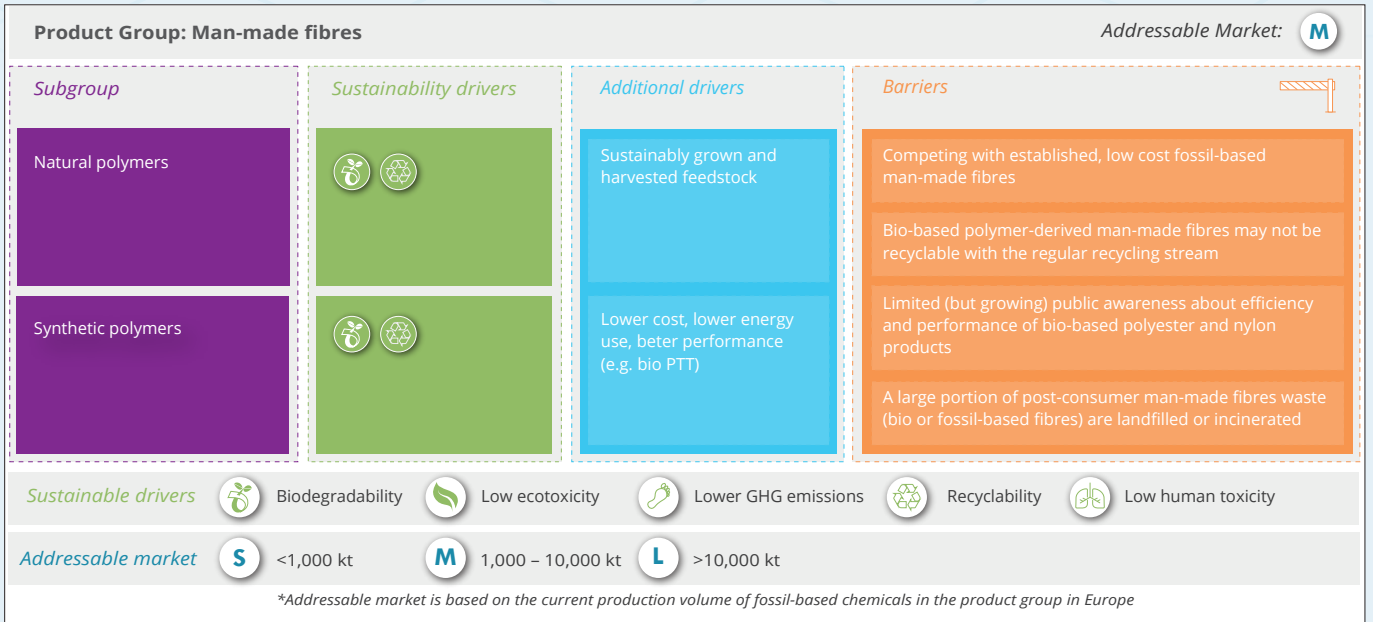 Product Group: Man-made fibres
Addressable Market:
M
Subgroup
Sustainability drivers
Additional drivers
Barriers
Natural polymers
Sustainably grown and
harvested feedstock
Synthetic polymers
Lower cost, lower energy
use, beter performance
(e.g. bio PTT)
Competing with established, low cost fossil-based
man-made fibres
Bio-based polymer-derived man-made fibres may not be
recyclable with the regular recycling stream
Limited (but growing) public awareness about efficiency
and performance of bio-based polyester and nylon
products
A large portion of post-consumer man-made fibres waste
(bio or fossil-based fibres) are landfilled or incinerated
Sustainable drivers
Biodegradability
Low ecotoxicity
Lower GHG emissions
Recyclability
Low human toxicity
Addressable market
S
<1,000 kt
M
1,000 – 10,000 kt
L
>10,000 kt
*Addressable market is based on the current production volume of fossil-based chemicals in the product group in Europe